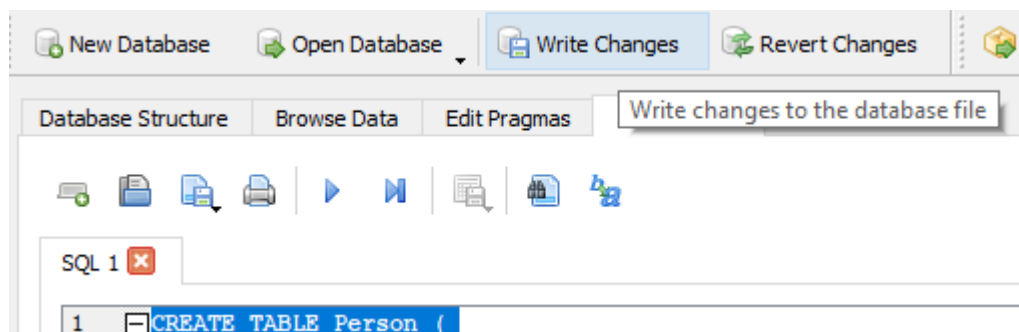 New Database Open Database Write Changes Revert Changes
Database Structure Browse Data Edit Pragmas Write changes to the database file
SQL 1
1 CREATE TABLE Person (